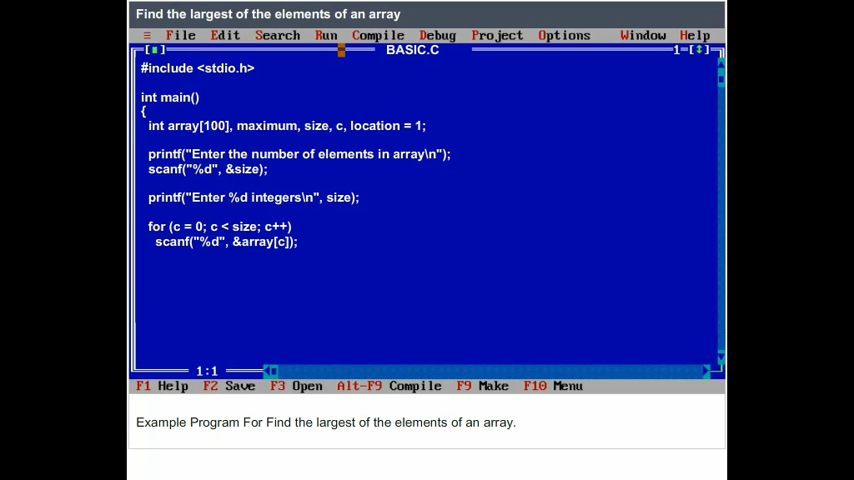 Find the largest of the elements of an array
≡ File Edit Search Run Compile Debug Project Options Window Help
[■] BASIC.C 1=[↕]
#include <stdio.h>
int main()
{
int array[100], maximum, size, c, location = 1;
printf("Enter the number of elements in array\n");
scanf("%d", &size);
printf("Enter %d integers\n", size);
for (c = 0; c < size; c++)
scanf("%d", &array[c]);
1:1
F1 Help F2 Save F3 Open Alt-F9 Compile F9 Make F10 Menu
Example Program For Find the largest of the elements of an array.